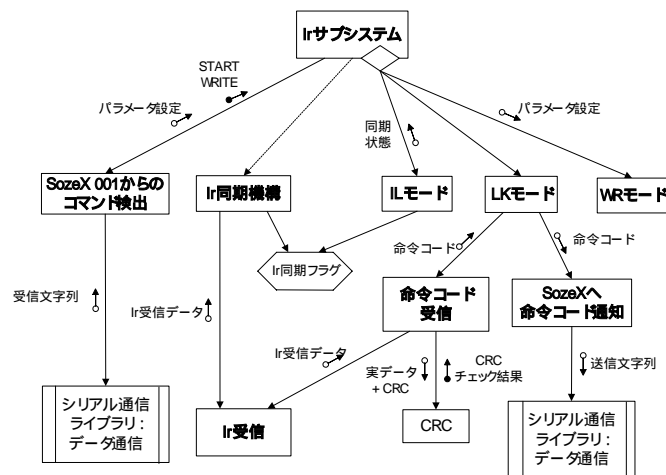 Irサブシステム
START
WRITE
パラメータ設定
同期
状態
パラメータ設定
SozeX 001からの
コマンド検出
Ir同期機構
ILモード
LKモード
WRモード
命令コード
命令コード
Ir同期フラグ
受信文字列
Ir受信データ
命令コード
受信
SozeXへ
命令コード通知
Ir受信データ
実データ
+ CRC
CRC
チェック結果
送信文字列
シリアル通信
ライブラリ:
データ通信
Ir受信
CRC
シリアル通信
ライブラリ:
データ通信